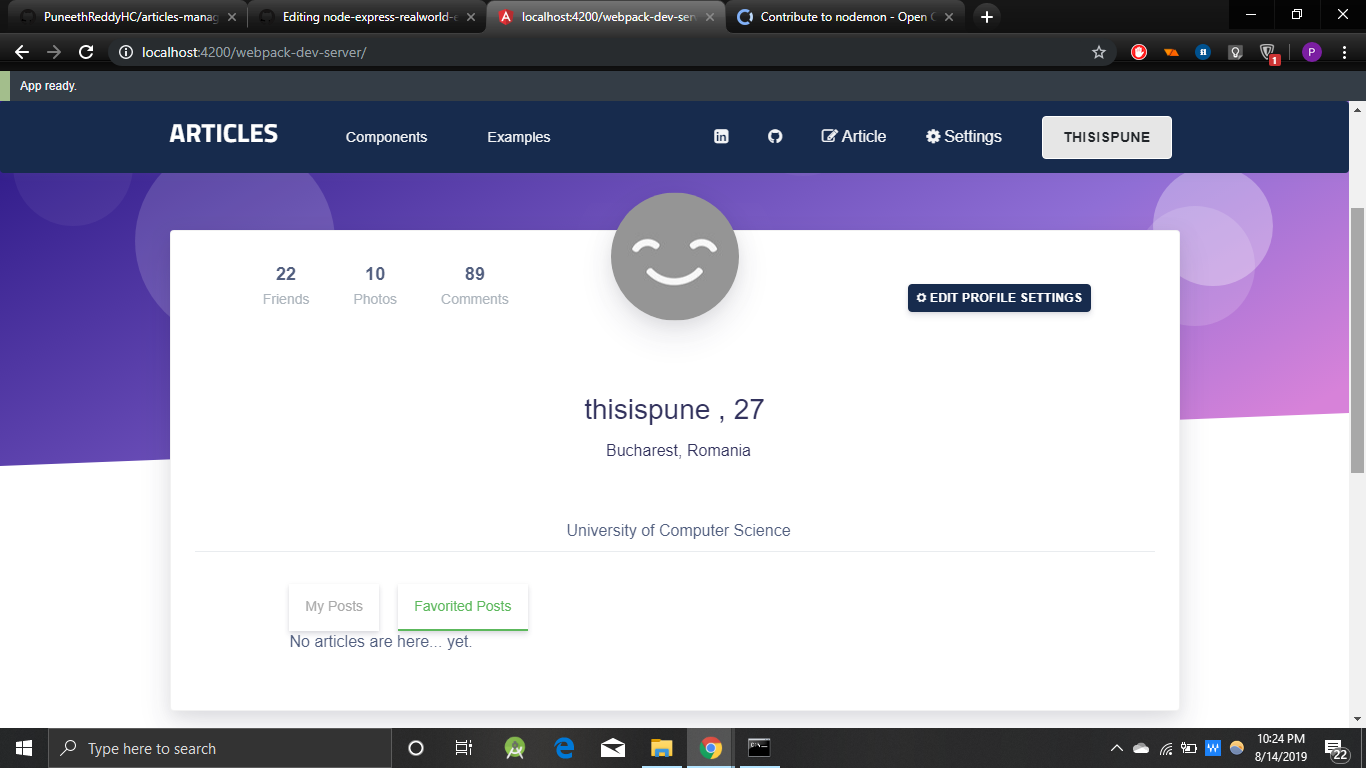 PuneethReddyHC/articles-manag
Editing node-express-realworld-e
localhost:4200/webpack-dev-serv
Contribute to nodemon - Open C
localhost:4200/webpack-dev-server/
1
P
App ready.
ARTICLES
Components
Examples
in
Article
Settings
THISISPUNE
22
Friends
10
Photos
89
Comments
EDIT PROFILE SETTINGS
thisispune , 27
Bucharest, Romania
University of Computer Science
My Posts
Favorited Posts
No articles are here... yet.
Type here to search
W
10:24 PM
8/14/2019
22